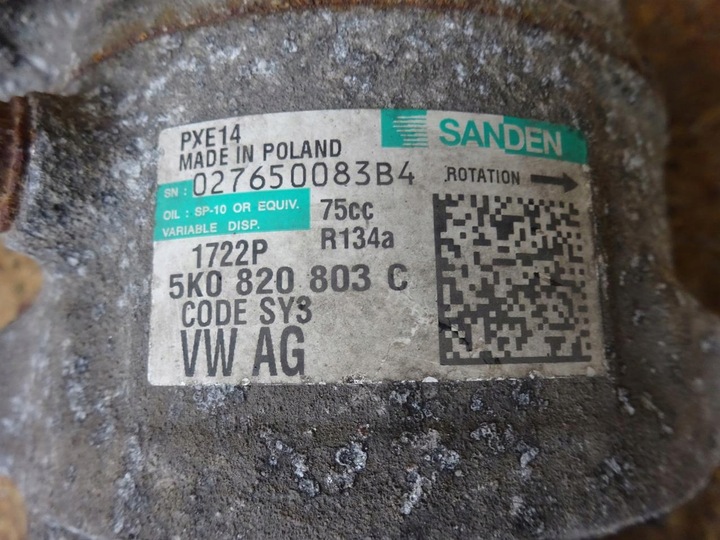 PXE14
MADE IN POLAND
SANDEN
SN : 027650083B4
ROTATION
OIL : SP-10 OR EQUIV. 75cc
VARIABLE DISP. R134a
1722P
5K0 820 803 C
CODE SY3
VW AG